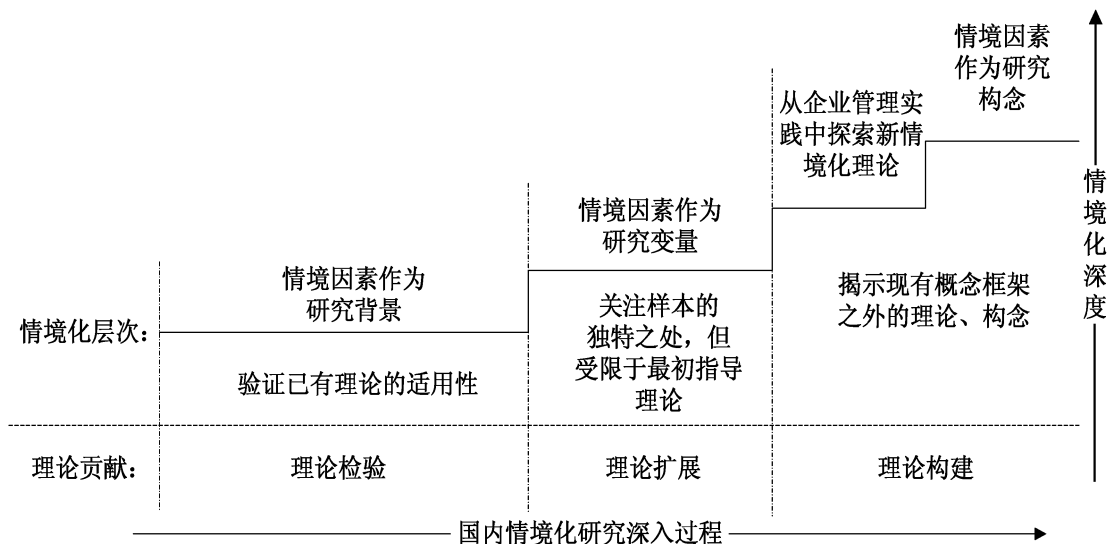 情境因素
作为研究
构念
从企业管理实
践中探索新情
境化理论
情境因素作为
研究变量
情境因素作为
研究背景
情境化层次：
验证已有理论的适用性
关注样本的
独特之处，但
受限于最初指导
理论
揭示现有概念框架
之外的理论、构念
情境化深度
理论贡献：
理论检验
理论扩展
理论构建
国内情境化研究深入过程